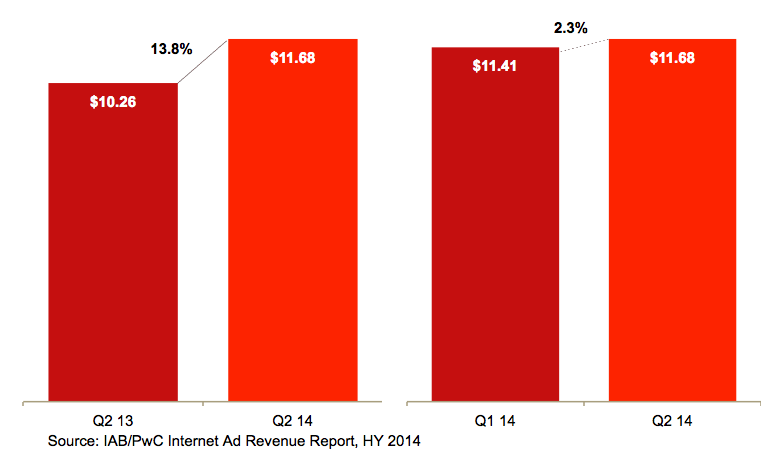 13.8%
$10.26
$11.68
Q2 13
Q2 14
2.3%
$11.41
$11.68
Q1 14
Q2 14
Source: IAB/PwC Internet Ad Revenue Report, HY 2014